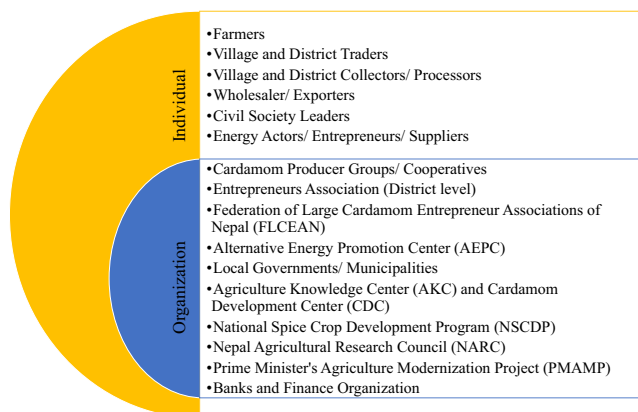 Individual
•Farmers
•Village and District Traders
•Village and District Collectors/ Processors
•Wholesaler/ Exporters
•Civil Society Leaders
•Energy Actors/ Entrepreneurs/ Suppliers
Organization
•Cardamom Producer Groups/ Cooperatives
•Entrepreneurs Association (District level)
•Federation of Large Cardamom Entrepreneur Associations of
Nepal (FLCEAN)
•Alternative Energy Promotion Center (AEPC)
•Local Governments/ Municipalities
•Agriculture Knowledge Center (AKC) and Cardamom
Development Center (CDC)
•National Spice Crop Development Program (NSCDP)
•Nepal Agricultural Research Council (NARC)
•Prime Minister's Agriculture Modernization Project (PMAMP)
•Banks and Finance Organization